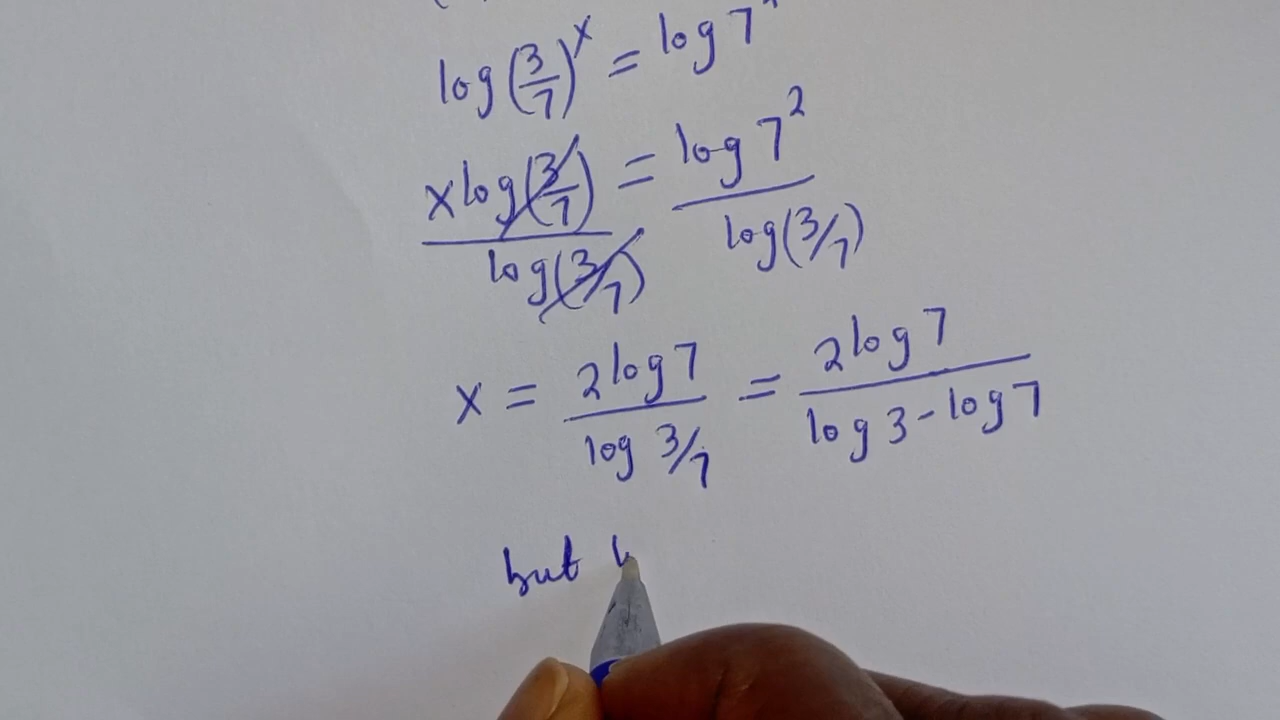 log(3/7)^x = log 7
x log(3/7) / log(3/7) = log 7^2 / log(3/7)
x = 2 log 7 / log 3/7 = 2 log 7 / log 3 - log 7
but